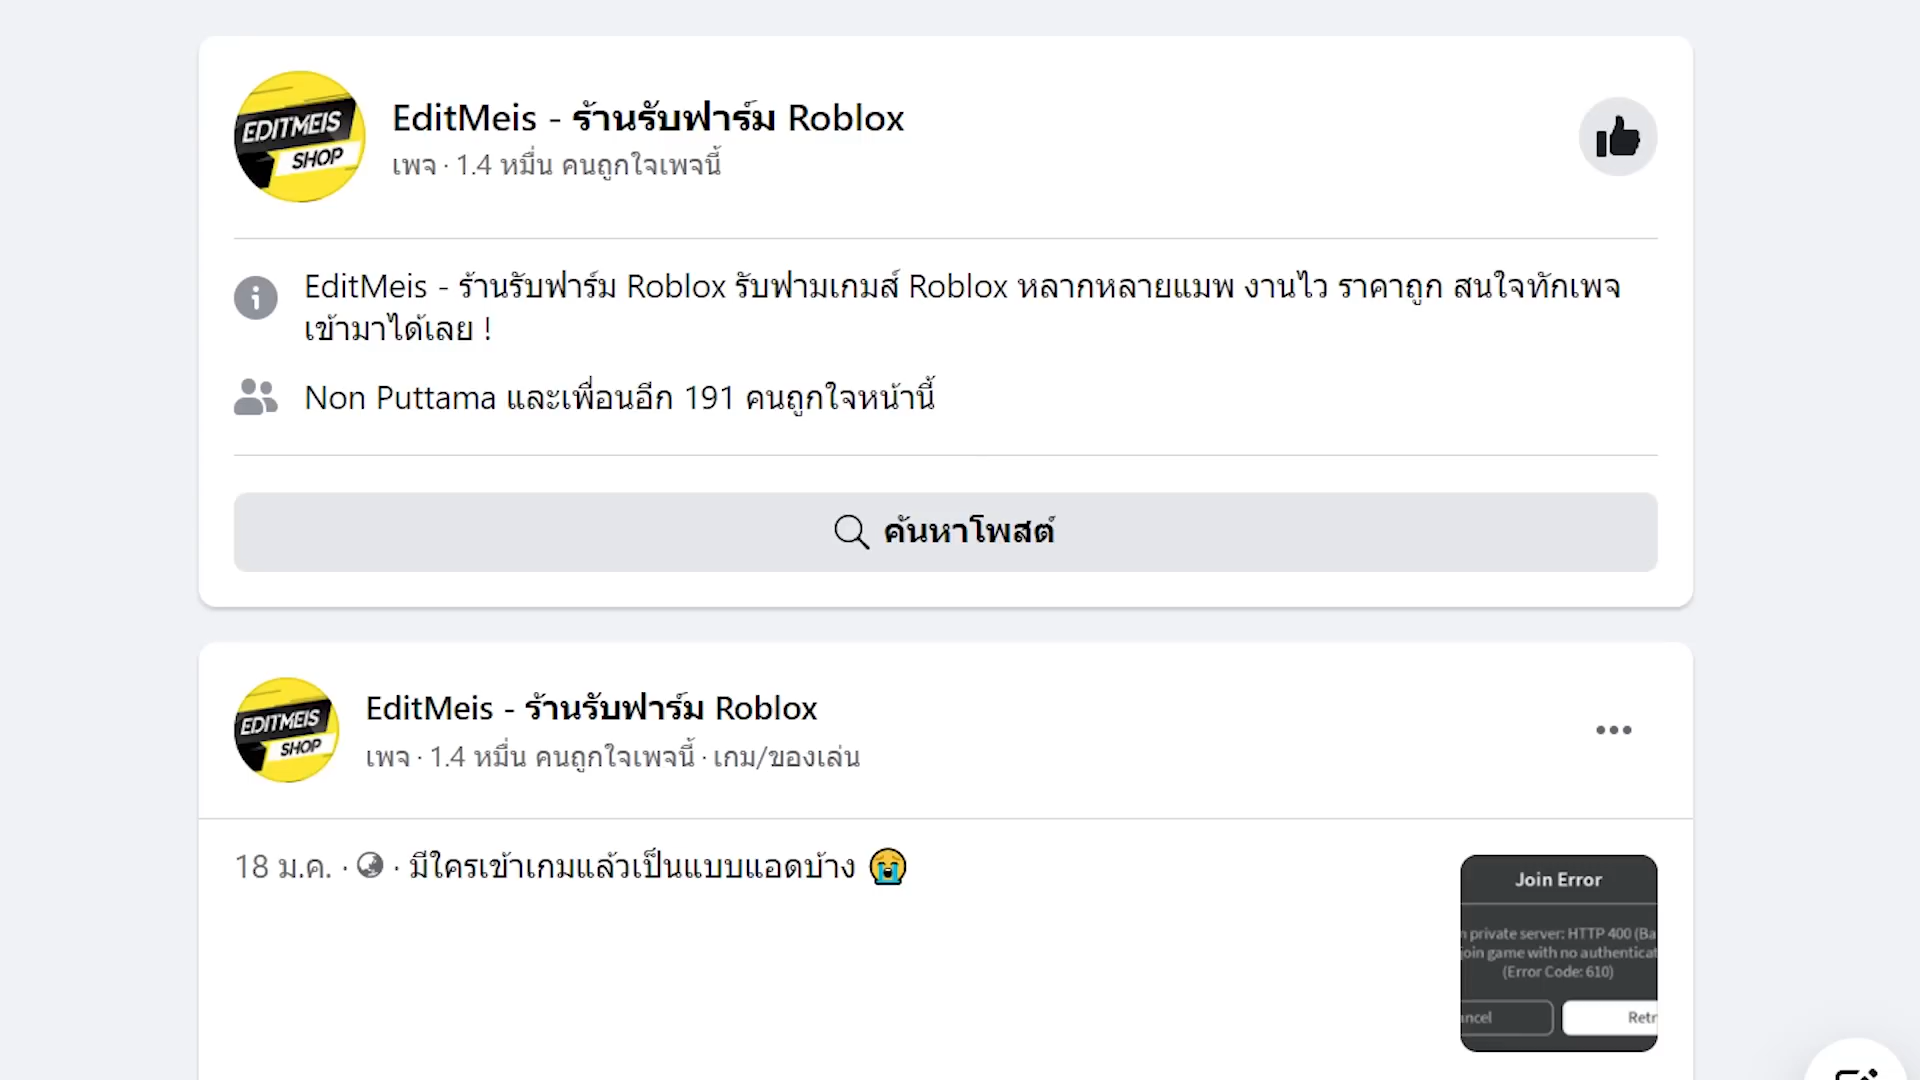 EDITMEIS
SHOP
EditMeis - ร้านรับฟาร์ม Roblox
เพจ · 1.4 หมื่น คนถูกใจเพจนี้
EditMeis - ร้านรับฟาร์ม Roblox รับฟามเกมส์ Roblox หลากหลายแมพ งานไว ราคาถูก สนใจทักเพจ
เข้ามาได้เลย !
Non Puttama และเพื่อนอีก 191 คนถูกใจหน้านี้
ค้นหาโพสต์
EDITMEIS
SHOP
EditMeis - ร้านรับฟาร์ม Roblox
เพจ · 1.4 หมื่น คนถูกใจเพจนี้ · เกม/ของเล่น
18 ม.ค. · มีใครเข้าเกมแล้วเป็นแบบแอดบ้าง 😭
Join Error
private server: HTTP 400 (Ba
join game with no authenticat
(Error Code: 610)
ancel
Retr